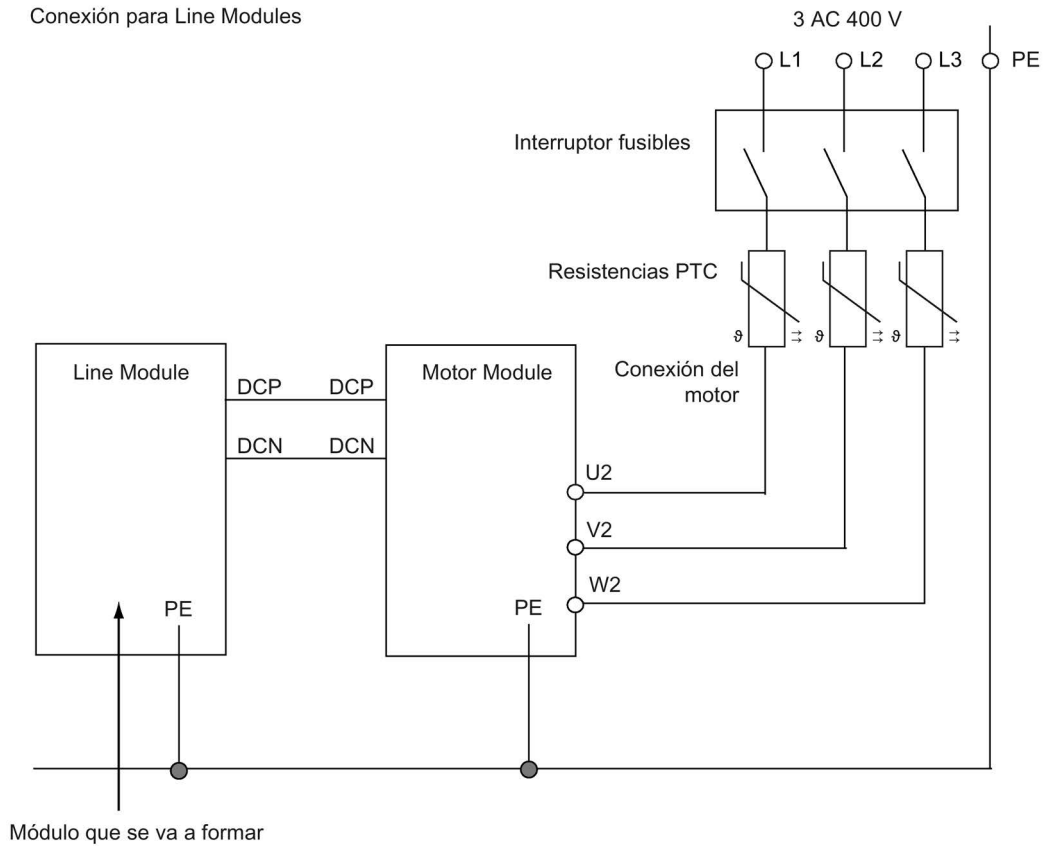 Conexión para Line Modules
3 AC 400 V
L1
L2
L3
PE
Interruptor fusibles
Resistencias PTC
ϑ
ϑ
ϑ
Line Module
Motor Module
Conexión del
motor
DCP
DCP
DCN
DCN
U2
V2
W2
PE
PE
Módulo que se va a formar